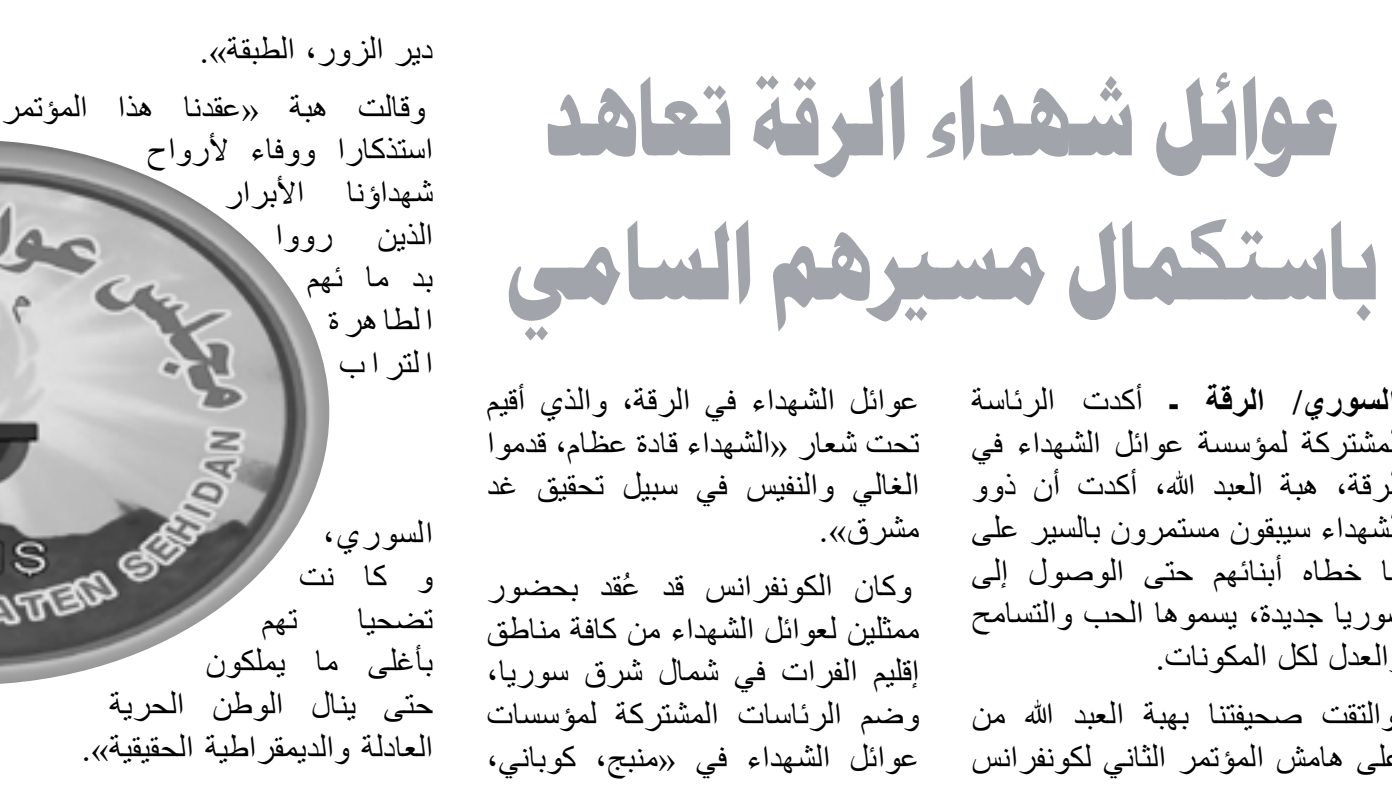 عوائل شهداء الرقة تعاهد
باستكمال مسيرهم السامي
السوري/ الرقة ـ أكدت الرئاسة
المشتركة لمؤسسة عوائل الشهداء في
الرقة، هبة العبد الله، أكدت أن ذوو
الشهداء سيبقون مستمرون بالسير على
ما خطاه أبنائهم حتى الوصول إلى
سوريا جديدة، يسموها الحب والتسامح
والعدل لكل المكونات.
والتقت صحيفتنا بهبة العبد الله من
على هامش المؤتمر الثاني لكونفرانس
عوائل الشهداء في الرقة، والذي أقيم
تحت شعار «الشهداء قادة عظام، قدموا
الغالي والنفيس في سبيل تحقيق غد
مشرق».
وكان الكونفرانس قد عُقد بحضور
ممثلين لعوائل الشهداء من كافة مناطق
إقليم الفرات في شمال شرق سوريا،
وضم الرئاسات المشتركة لمؤسسات
عوائل الشهداء في «منبج، كوباني،
دير الزور، الطبقة».
وقالت هبة «عقدنا هذا المؤتمر
استذكارا ووفاء لأرواح
شهداؤنا الأبرار
الذين رووا
بد ما ئهم
الطا هر ة
التر ا ب
السوري،
و كا نت
تضحيا تهم
بأغلى ما يملكون
حتى ينال الوطن الحرية
العادلة والديمقراطية الحقيقية».
مجلس
SEHIDAN